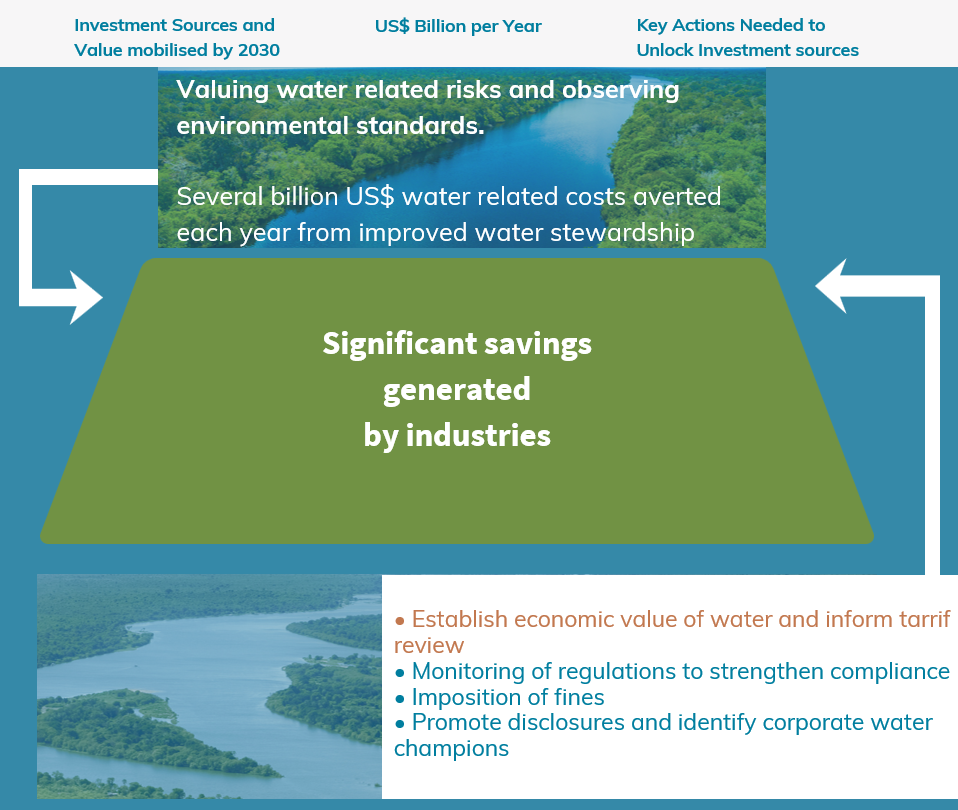 Investment Sources and
Value mobilised by 2030
US$ Billion per Year
Key Actions Needed to
Unlock Investment sources
Valuing water related risks and observing
environmental standards.
Several billion US$ water related costs averted
each year from improved water stewardship
Significant savings
generated
by industries
• Establish economic value of water and inform tarrif
review
• Monitoring of regulations to strengthen compliance
• Imposition of fines
• Promote disclosures and identify corporate water
champions